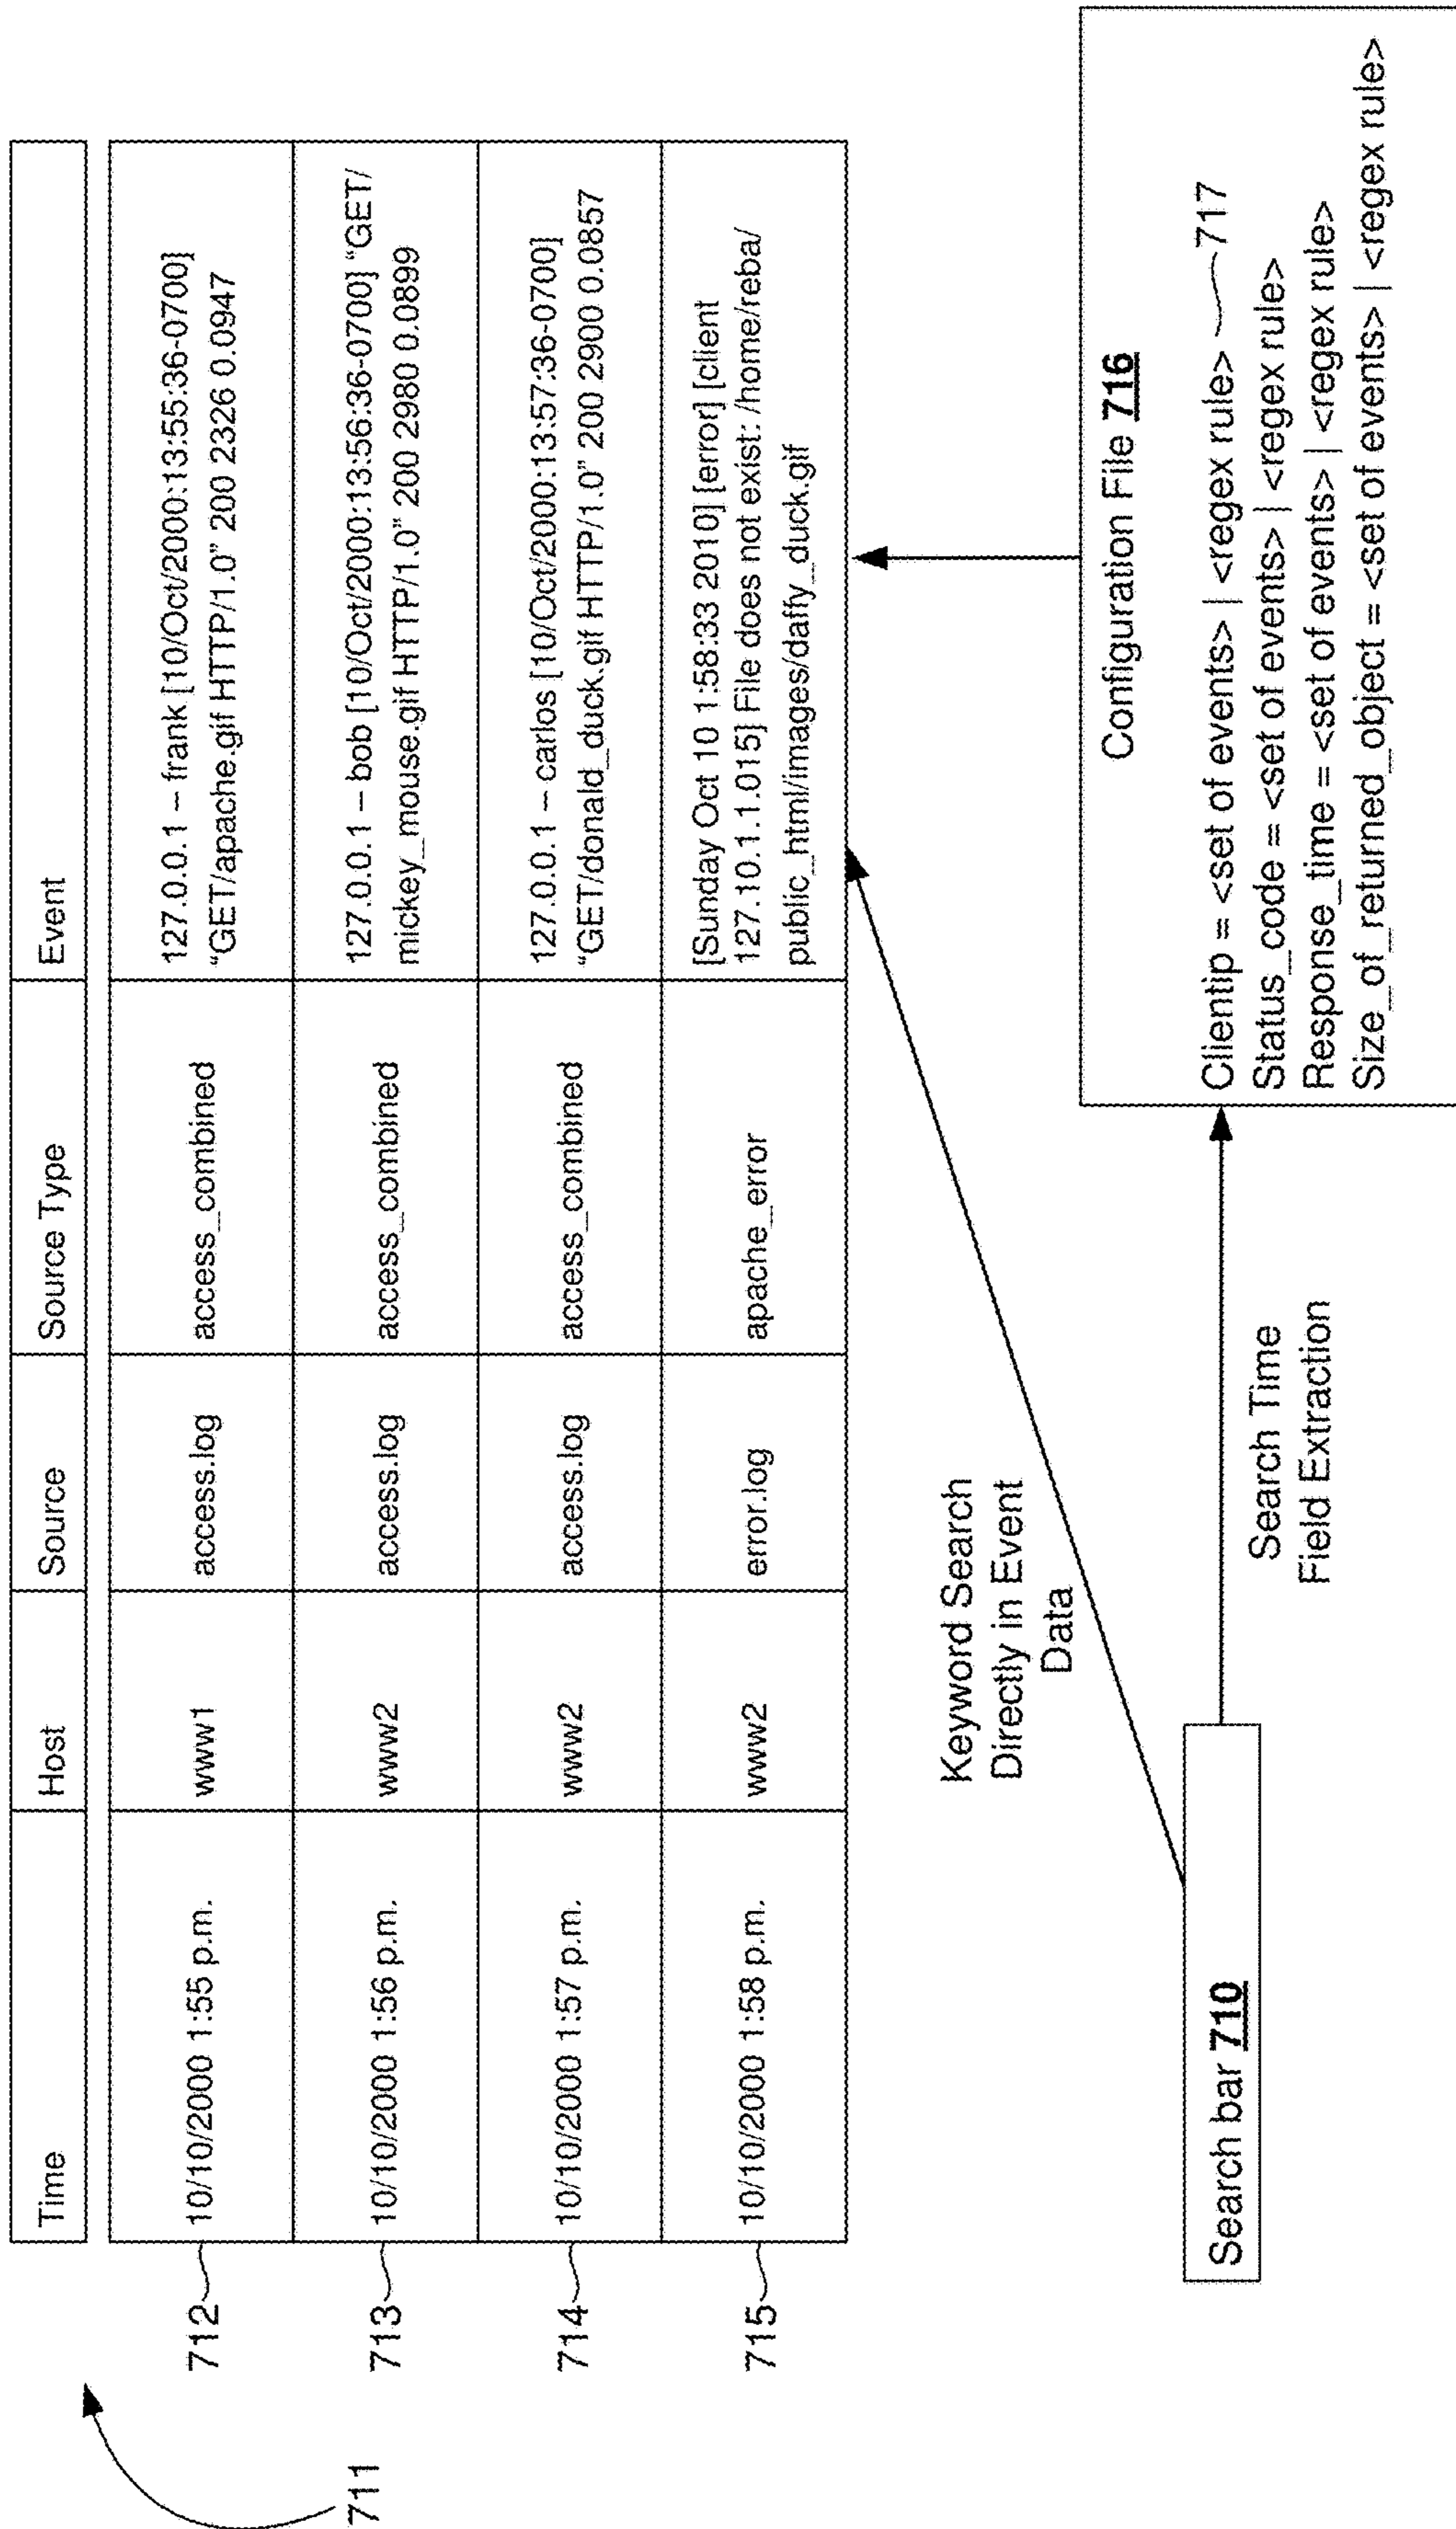 711
Time
Host
Source
Source Type
Event
712
10/10/2000 1:55 p.m.
www1
access.log
access_combined
127.0.0.1 – frank [10/Oct/2000:13:55:36-0700]
“GET/apache.gif HTTP/1.0” 200 2326 0.0947
713
10/10/2000 1:56 p.m.
www2
access.log
access_combined
127.0.0.1 – bob [10/Oct/2000:13:56:36-0700] “GET/
mickey_mouse.gif HTTP/1.0” 200 2980 0.0899
714
10/10/2000 1:57 p.m.
www2
access.log
access_combined
127.0.0.1 – carlos [10/Oct/2000:13:57:36-0700]
“GET/donald_duck.gif HTTP/1.0” 200 2900 0.0857
715
10/10/2000 1:58 p.m.
www2
error.log
apache_error
[Sunday Oct 10 1:58:33 2010] [error] [client
127.10.1.1.015] File does not exist: /home/reba/
public_html/images/daffy_duck.gif
Keyword Search
Directly in Event
Data
Search bar 710
Search Time
Field Extraction
Configuration File 716
Clientip = <set of events> | <regex rule> 717
Status_code = <set of events> | <regex rule>
Response_time = <set of events> | <regex rule>
Size_of_returned_object = <set of events> | <regex rule>